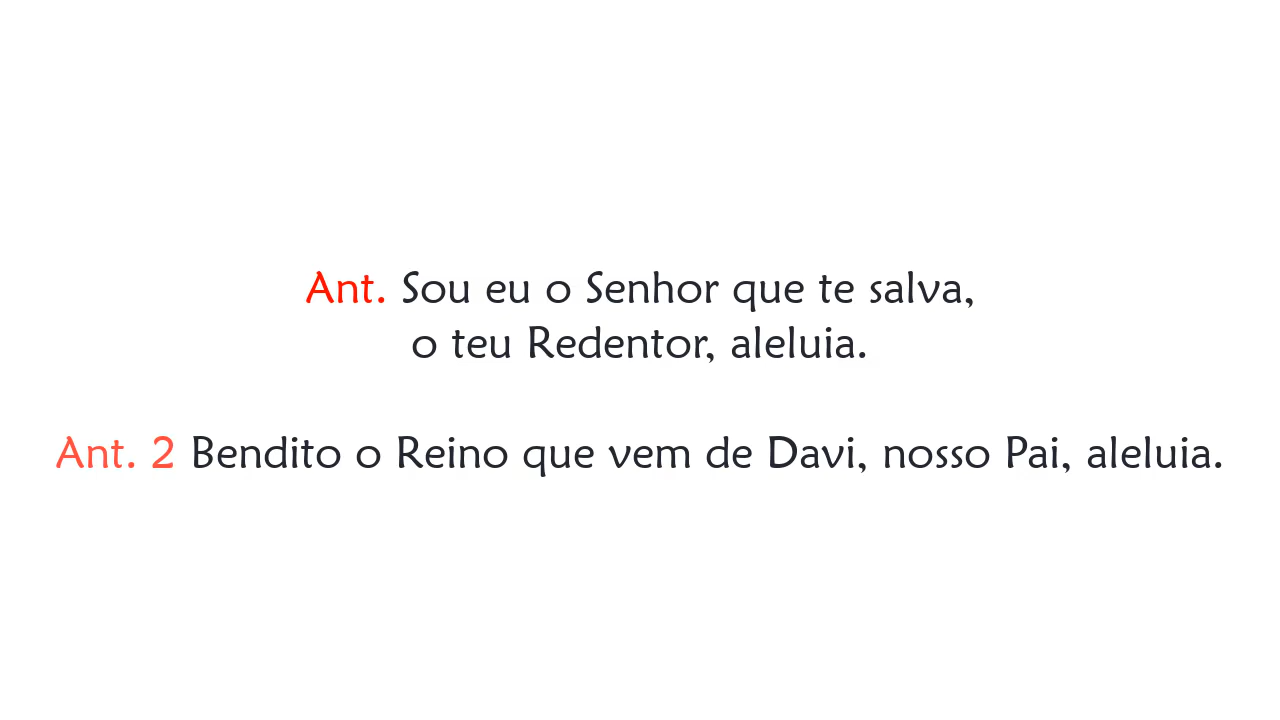 Ant. Sou eu o Senhor que te salva,
o teu Redentor, aleluia.
Ant. 2 Bendito o Reino que vem de Davi, nosso Pai, aleluia.